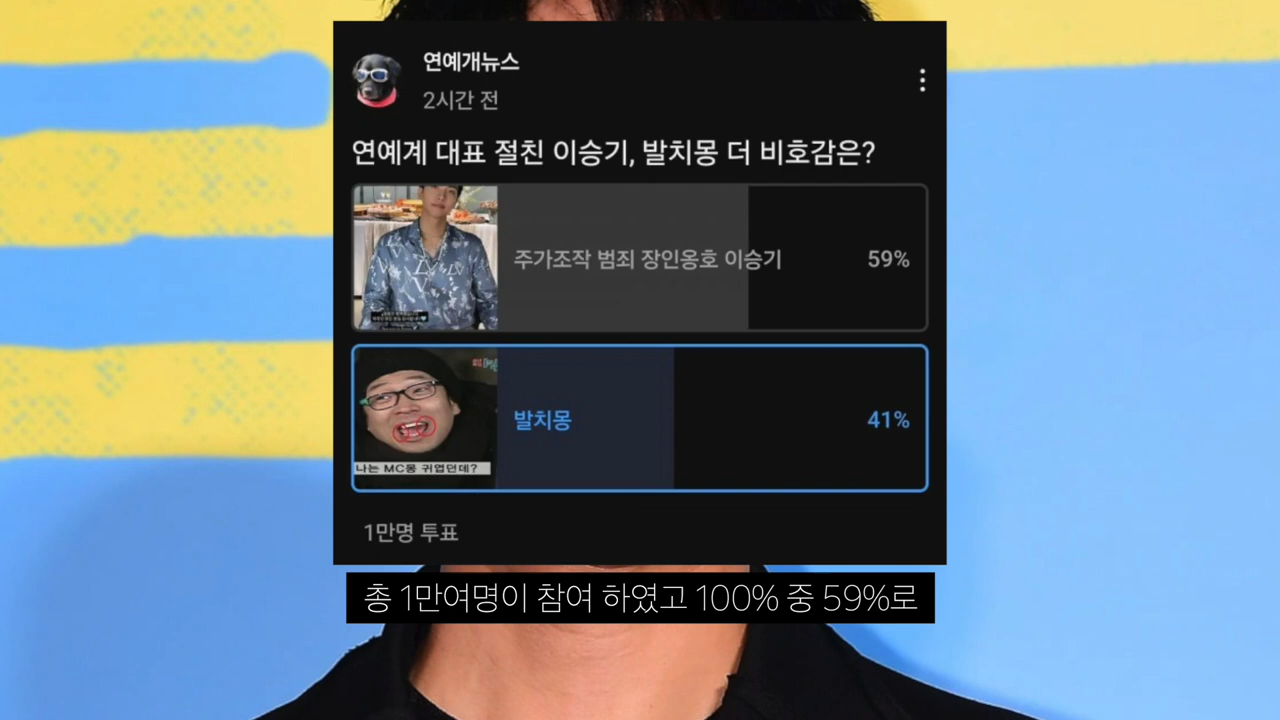 연예개뉴스
2시간 전
연예계 대표 절친 이승기, 발치몽 더 비호감은?
주가조작 범죄 장인옹호 이승기
59%
발치몽
41%
나는 MC몽 귀엽던데?
1만명 투표
총 1만여명이 참여 하였고 100% 중 59%로